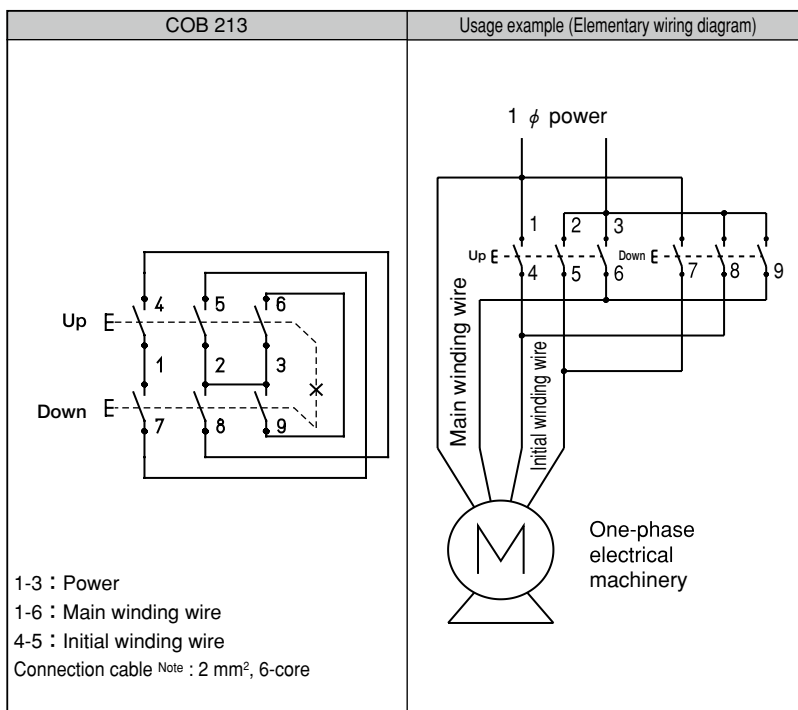 COB 213
Usage example (Elementary wiring diagram)
4 5 6
Up E
1 2 3
Down E
7 8 9
1-3：Power
1-6：Main winding wire
4-5：Initial winding wire
Connection cable Note : 2 mm², 6-core
1 φ power
1 2 3
Up E Down E
4 5 6 7 8 9
Main winding wire
Initial winding wire
M
One-phase
electrical
machinery